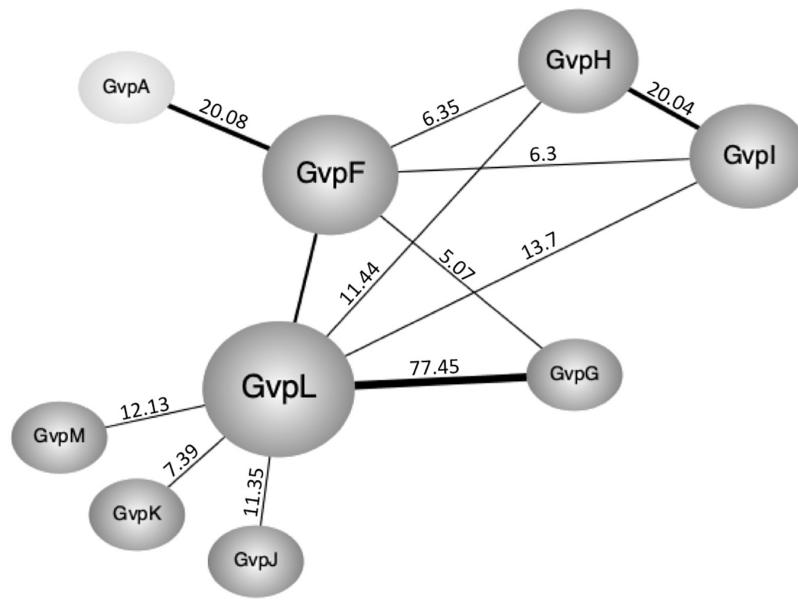 GvpH
GvpA
20.08
6.35
20.04
GvpI
GvpF
6.3
13.7
5.07
11.44
77.45
GvpG
GvpL
12.13
GvpM
7.39
11.35
GvpK
GvpJ